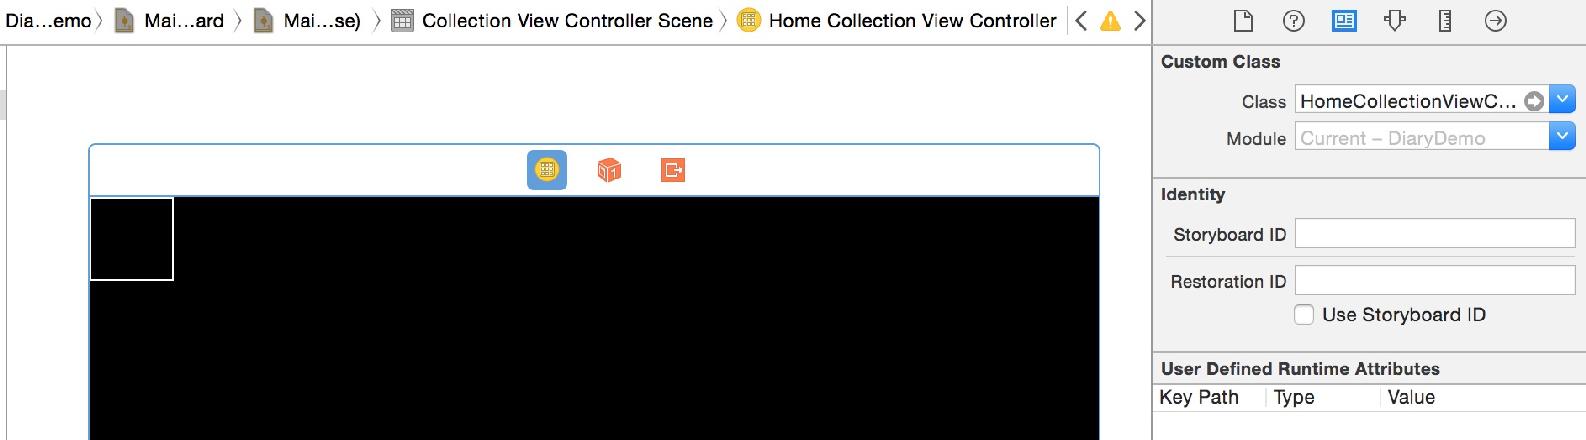 Dia...emo Mai...ard Mai...se) Collection View Controller Scene Home Collection View Controller
Custom Class
Class HomeCollectionViewC...
Module Current – DiaryDemo
Identity
Storyboard ID
Restoration ID
Use Storyboard ID
User Defined Runtime Attributes
Key Path Type Value